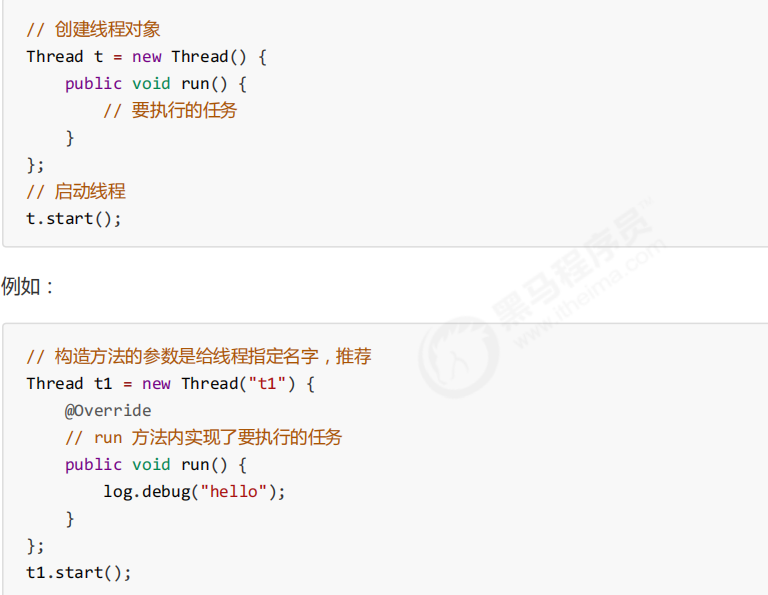 // 创建线程对象
Thread t = new Thread() {
    public void run() {
        // 要执行的任务
    }
};
// 启动线程
t.start();
例如：
// 构造方法的参数是给线程指定名字，推荐
Thread t1 = new Thread("t1") {
    @Override
    // run 方法内实现了要执行的任务
    public void run() {
        log.debug("hello");
    }
};
t1.start();
黑马程序员™
www.itheima.com